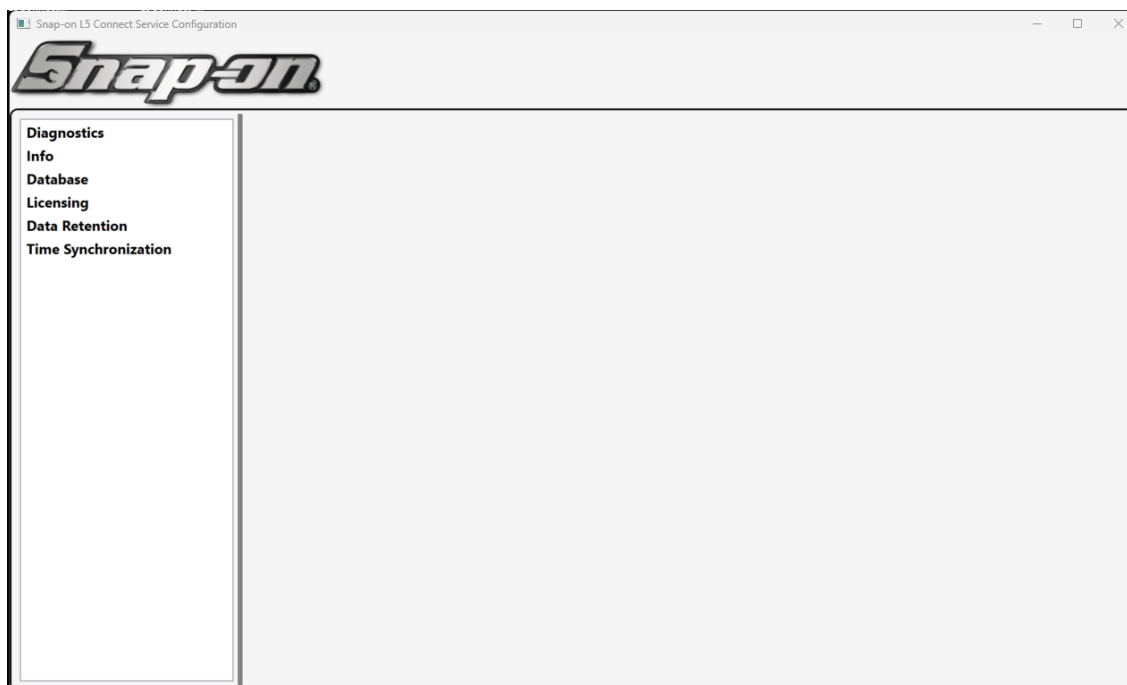 Snap-on L5 Connect Service Configuration
Snap-on®
Diagnostics
Info
Database
Licensing
Data Retention
Time Synchronization